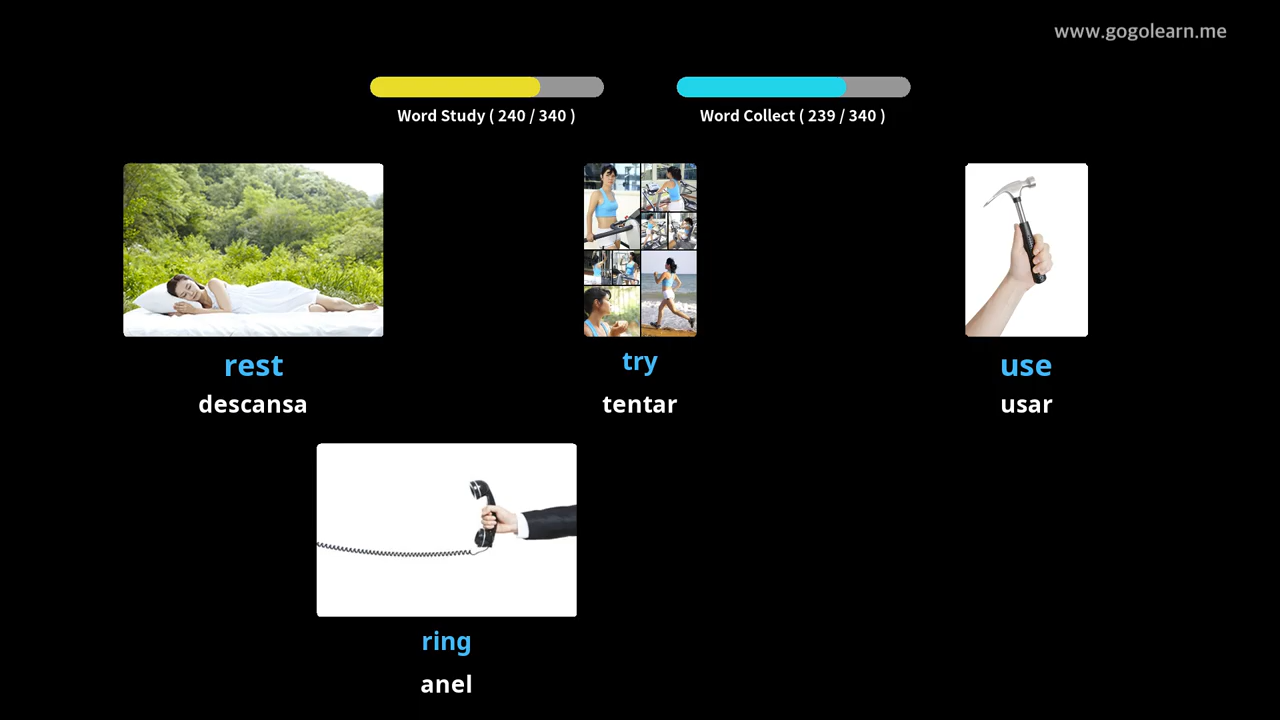 www.gogolearn.me
Word Study ( 240 / 340 )
Word Collect ( 239 / 340 )
rest
descansa
try
tentar
use
usar
ring
anel